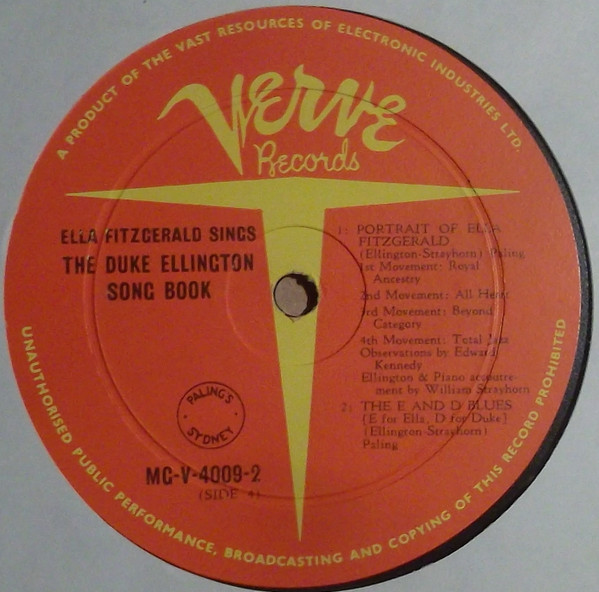 A PRODUCT OF THE VAST RESOURCES OF ELECTRONIC INDUSTRIES LTD.
VERVE
Records
ELLA FITZGERALD SINGS
THE DUKE ELLINGTON
SONG BOOK
1: PORTRAIT OF ELLA
FITZGERALD
(Ellington-Strayhorn) Paling
1st Movement: Royal
Ancestry
2nd Movement: All Heart
3rd Movement: Beyond
Category
4th Movement: Total Jazz
Observations by Edward
Kennedy
Ellington & Piano accoutre-
ment by William Strayhorn
2: THE E AND D BLUES
[E for Ella, D for Duke]
(Ellington-Strayhorn)
Paling
PALING'S
SYDNEY
MG-V-4009-2
(SIDE 4)
UNAUTHORISED PUBLIC PERFORMANCE, BROADCASTING AND COPYING OF THIS RECORD PROHIBITED